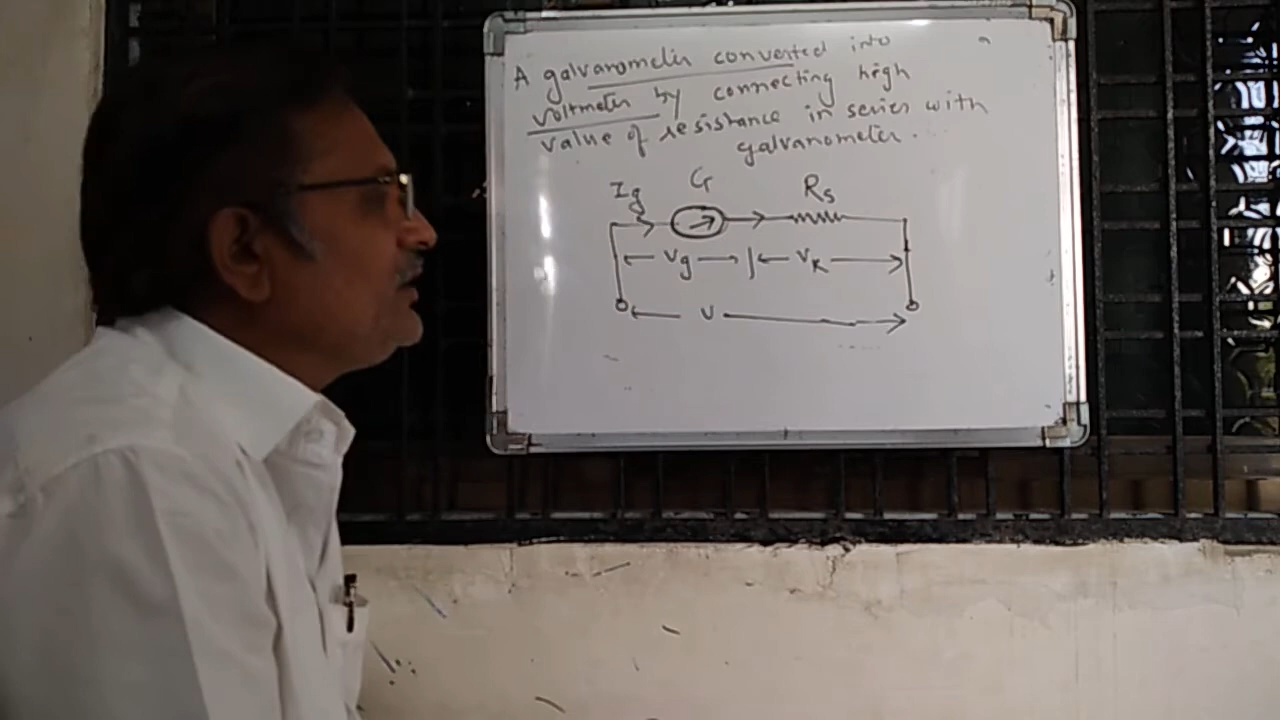 A galvanometer converted into
voltmeter by connecting high
value of resistance in series with
galvanometer.
Ig G Rs
Vg VR
V